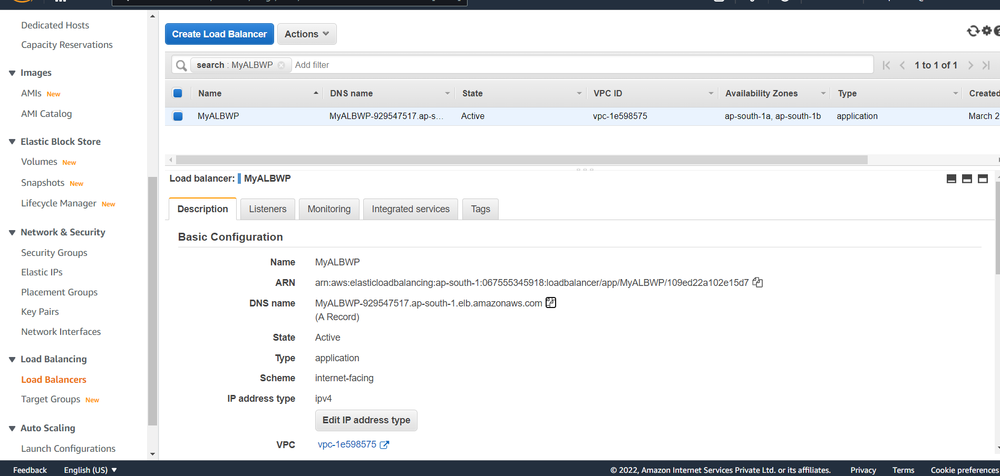 Dedicated Hosts
Capacity Reservations
Images
AMIs New
AMI Catalog
Elastic Block Store
Volumes New
Snapshots New
Lifecycle Manager New
Network & Security
Security Groups
Elastic IPs
Placement Groups
Key Pairs
Network Interfaces
Load Balancing
Load Balancers
Target Groups New
Auto Scaling
Launch Configurations
Create Load Balancer Actions
search : MyALBWP Add filter 1 to 1 of 1
Name DNS name State VPC ID Availability Zones Type Created
MyALBWP MyALBWP-929547517.ap-s... Active vpc-1e598575 ap-south-1a, ap-south-1b application March 2
Load balancer: MyALBWP
Description Listeners Monitoring Integrated services Tags
Basic Configuration
Name MyALBWP
ARN arn:aws:elasticloadbalancing:ap-south-1:067555345918:loadbalancer/app/MyALBWP/109ed22a102e15d7
DNS name MyALBWP-929547517.ap-south-1.elb.amazonaws.com
(A Record)
State Active
Type application
Scheme internet-facing
IP address type ipv4
Edit IP address type
VPC vpc-1e598575
Feedback English (US) © 2022, Amazon Internet Services Private Ltd. or its affiliates. Privacy Terms Cookie preferences